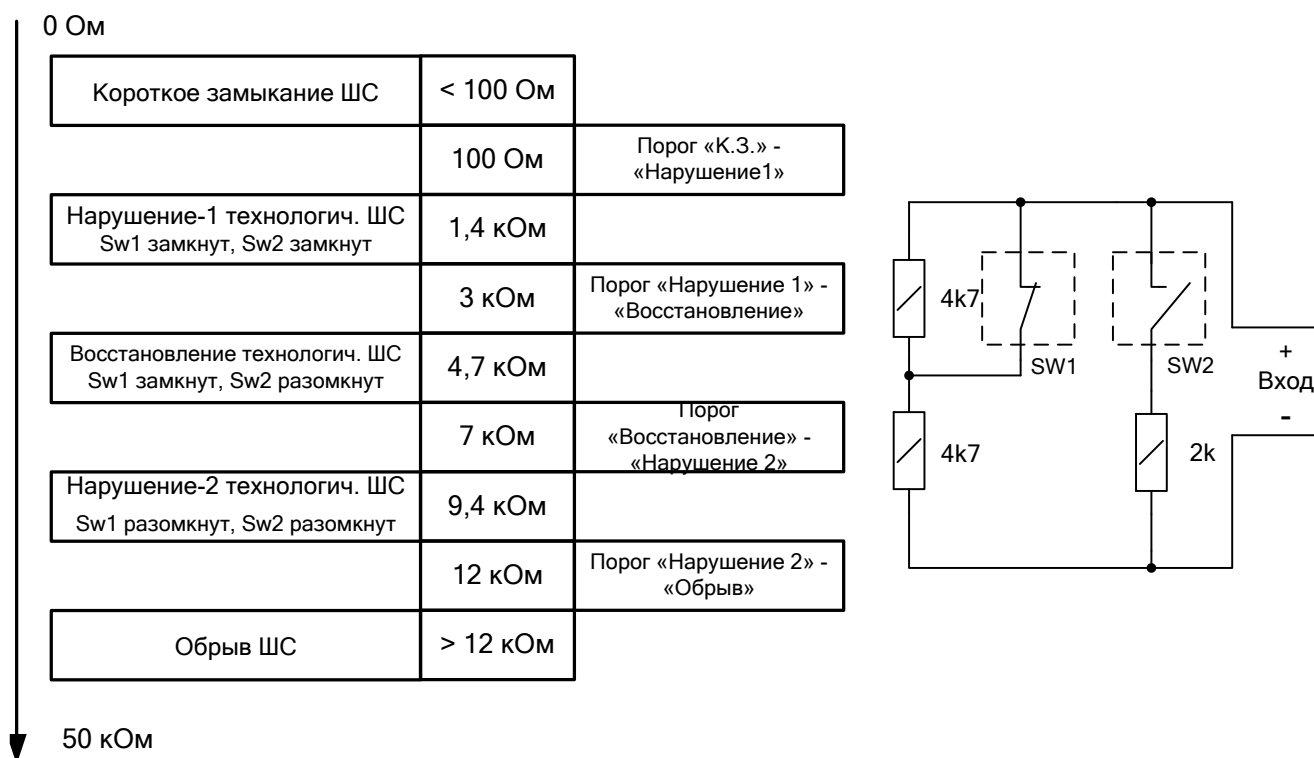 0 Ом
Короткое замыкание ШС
< 100 Ом
100 Ом
Порог «К.З.» -
«Нарушение1»
Нарушение-1 технологич. ШС
Sw1 замкнут, Sw2 замкнут
1,4 кОм
3 кОм
Порог «Нарушение 1» -
«Восстановление»
Восстановление технологич. ШС
Sw1 замкнут, Sw2 разомкнут
4,7 кОм
7 кОм
Порог
«Восстановление» -
«Нарушение 2»
Нарушение-2 технологич. ШС
Sw1 разомкнут, Sw2 разомкнут
9,4 кОм
12 кОм
Порог «Нарушение 2» -
«Обрыв»
Обрыв ШС
> 12 кОм
50 кОм
4k7
SW1
SW2
+
Вход
-
4k7
2k